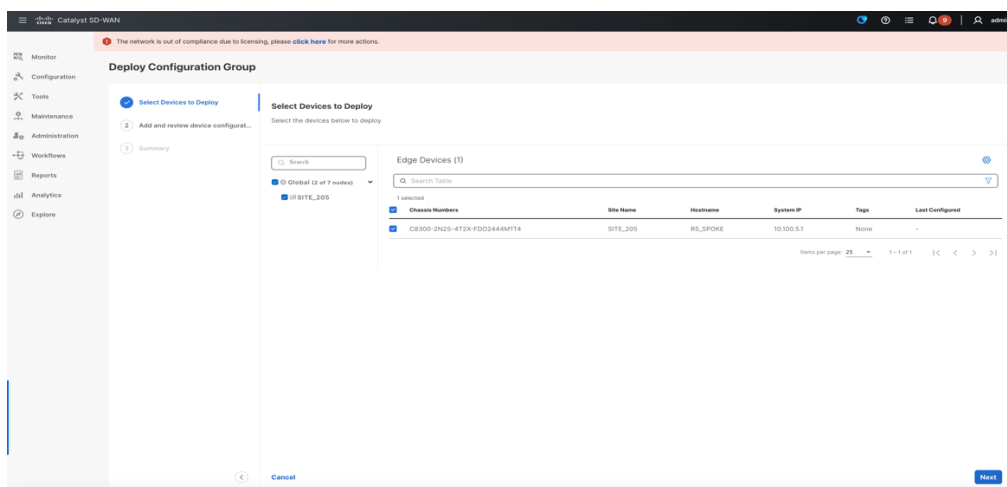 cisco Catalyst SD-WAN
9
admi
The network is out of compliance due to licensing, please click here for more actions.
Monitor
Configuration
Tools
Maintenance
Administration
Workflows
Reports
Analytics
Explore
Deploy Configuration Group
Select Devices to Deploy
2 Add and review device configurat...
3 Summary
Select Devices to Deploy
Select the devices below to deploy
Search
Global (2 of 7 nodes)
SITE_205
Edge Devices (1)
Search Table
1 selected
Chassis Numbers Site Name Hostname System IP Tags Last Configured
C8300-2N2S-4T2X-FDO2444M1T4 SITE_205 R5_SPOKE 10.100.5.1 None -
Items per page: 25 1 – 1 of 1
Cancel
Next